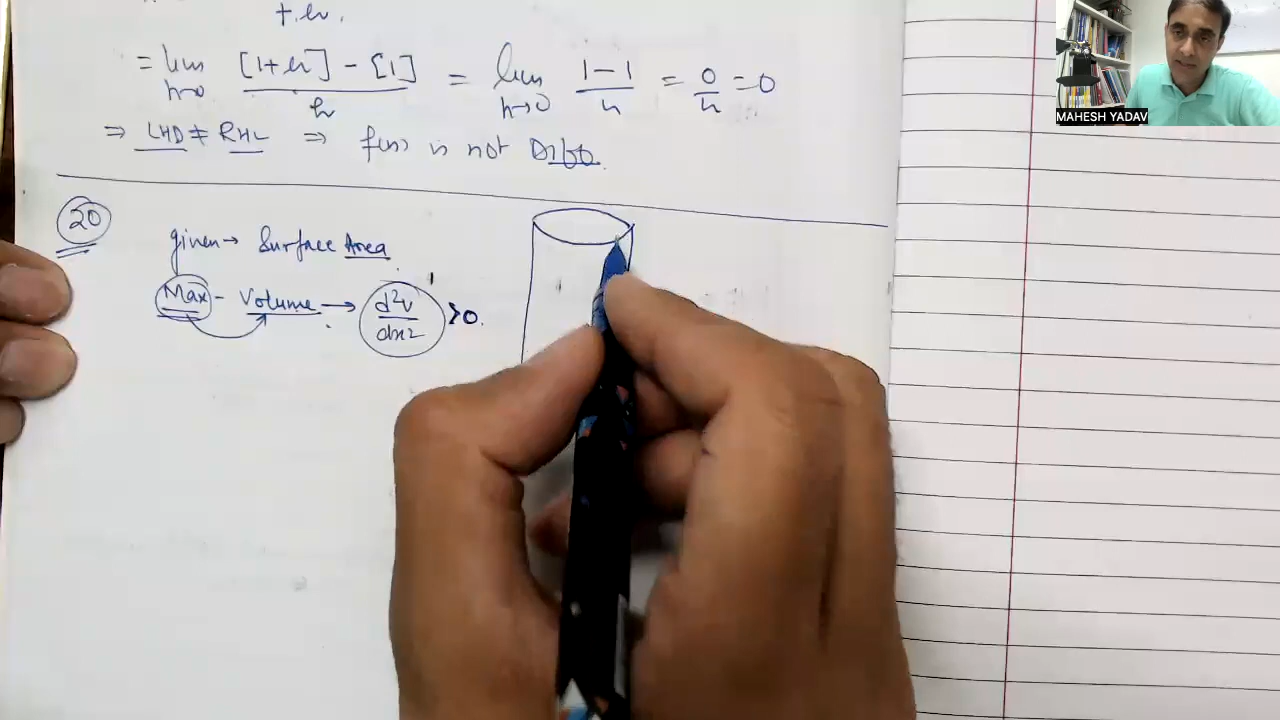 +ve.
= lim h→0 [1+h] - [1] / h = lim h→0 1-1 / h = 0/h = 0
⇒ LHD ≠ RHL ⇒ f(x) is not Diff.
20
given → Surface Area.
Max - Volume → d²v/dx² > 0.
MAHESH YADAV